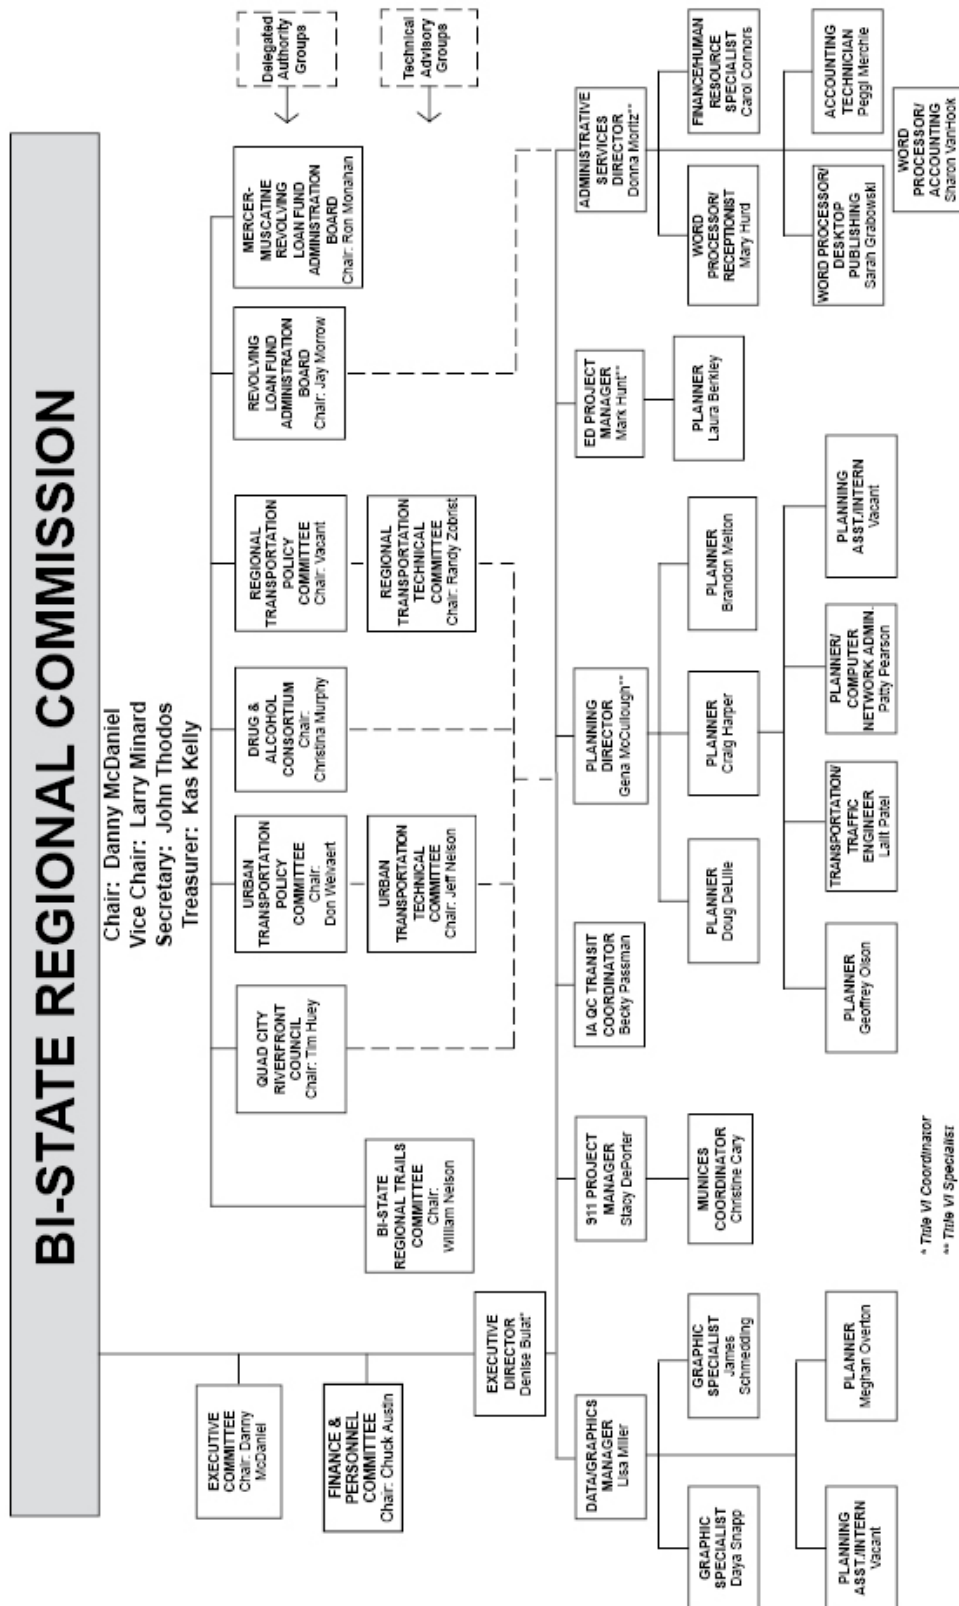 BI-STATE REGIONAL COMMISSION
Chair: Danny McDaniel
Vice Chair: Larry Minard
Secretary: John Thodos
Treasurer: Kas Kelly
EXECUTIVE
COMMITTEE
Chair: Danny
McDaniel
FINANCE &
PERSONNEL
COMMITTEE
Chair: Chuck Austin
EXECUTIVE
DIRECTOR
Denise Bulat*
BI-STATE
REGIONAL TRAILS
COMMITTEE
Chair:
William Nelson
QUAD CITY
RIVERFRONT
COUNCIL
Chair: Tim Huey
URBAN
TRANSPORTATION
POLICY
COMMITTEE
Chair:
Don Welvaert
URBAN
TRANSPORTATION
TECHNICAL
COMMITTEE
Chair: Jeff Nelson
DRUG &
ALCOHOL
CONSORTIUM
Chair:
Christina Murphy
REGIONAL
TRANSPORTATION
POLICY
COMMITTEE
Chair: Vacant
REGIONAL
TRANSPORTATION
TECHNICAL
COMMITTEE
Chair: Randy Zobrist
REVOLVING
LOAN FUND
ADMINISTRATION
BOARD
Chair: Jay Morrow
MERCER-
MUSCATINE
REVOLVING
LOAN FUND
ADMINISTRATION
BOARD
Chair: Ron Monahan
Delegated
Authority
Groups
Technical
Advisory
Groups
DATA/GRAPHICS
MANAGER
Lisa Miller
GRAPHIC
SPECIALIST
Daya Snapp
GRAPHIC
SPECIALIST
James
Schmedding
PLANNING
ASST./INTERN
Vacant
PLANNER
Meghan Overton
911 PROJECT
MANAGER
Stacy DePorter
MUNICES
COORDINATOR
Christine Cary
IA QC TRANSIT
COORDINATOR
Becky Passman
PLANNING
DIRECTOR
Gena McCullough**
PLANNER
Doug DeLille
PLANNER
Craig Harper
PLANNER
Brandon Melton
PLANNER
Geoffrey Olson
TRANSPORTATION/
TRAFFIC
ENGINEER
Lalit Patel
PLANNER/
COMPUTER
NETWORK ADMIN.
Patty Pearson
PLANNING
ASST./INTERN
Vacant
ED PROJECT
MANAGER
Mark Hunt**
PLANNER
Laura Berkley
ADMINISTRATIVE
SERVICES
DIRECTOR
Donna Moritz**
WORD
PROCESSOR/
RECEPTIONIST
Mary Hurd
FINANCE/HUMAN
RESOURCE
SPECIALIST
Carol Connors
WORD PROCESSOR/
DESKTOP
PUBLISHING
Sarah Grabowski
ACCOUNTING
TECHNICIAN
Peggi Merchie
WORD
PROCESSOR/
ACCOUNTING
Sharon VanHook
* Title VI Coordinator
** Title VI Specialist